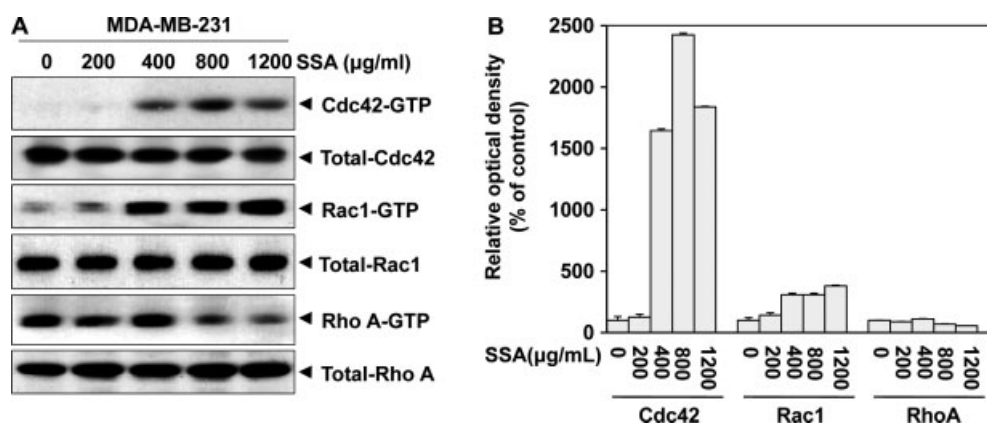 A
MDA-MB-231
0 200 400 800 1200 SSA (µg/ml)
Cdc42-GTP
Total-Cdc42
Rac1-GTP
Total-Rac1
Rho A-GTP
Total-Rho A
B
Relative optical density
(% of control)
2500
2000
1500
1000
500
0
SSA(µg/mL) 0 200 400 800 1200 0 200 400 800 1200 0 200 400 800 1200
Cdc42 Rac1 RhoA